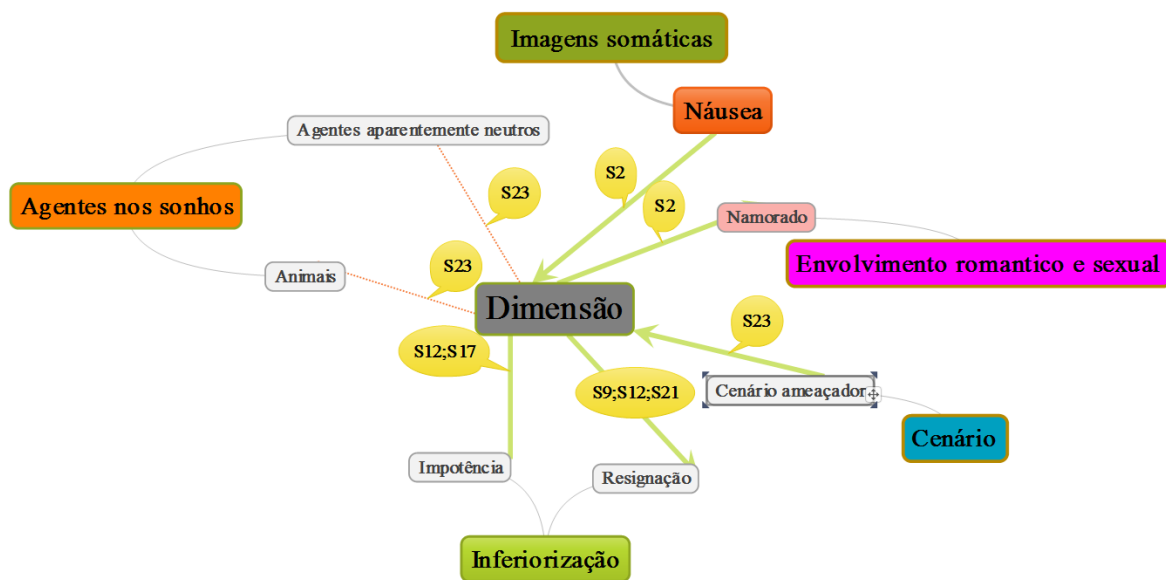 Imagens somáticas
Náusea
Agentes aparentemente neutros
S2
S23
S2
Agentes nos sonhos
Namorado
Envolvimento romantico e sexual
S23
Animais
Dimensão
S23
S12;S17
S9;S12;S21
Cenário ameaçador
Cenário
Impotência
Resignação
Inferiorização